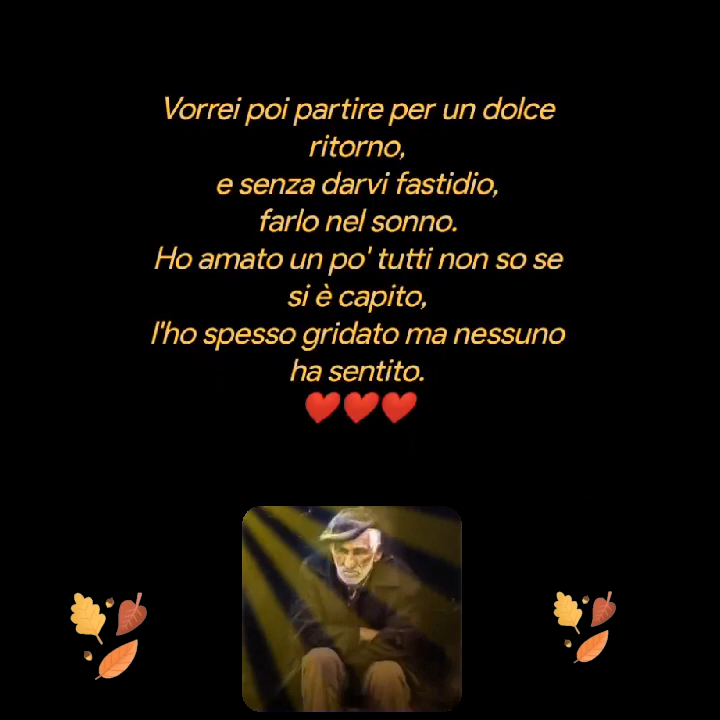 Vorrei poi partire per un dolce
ritorno,
e senza darvi fastidio,
farlo nel sonno.
Ho amato un po' tutti non so se
si è capito,
l'ho spesso gridato ma nessuno
ha sentito.
❤️❤️❤️